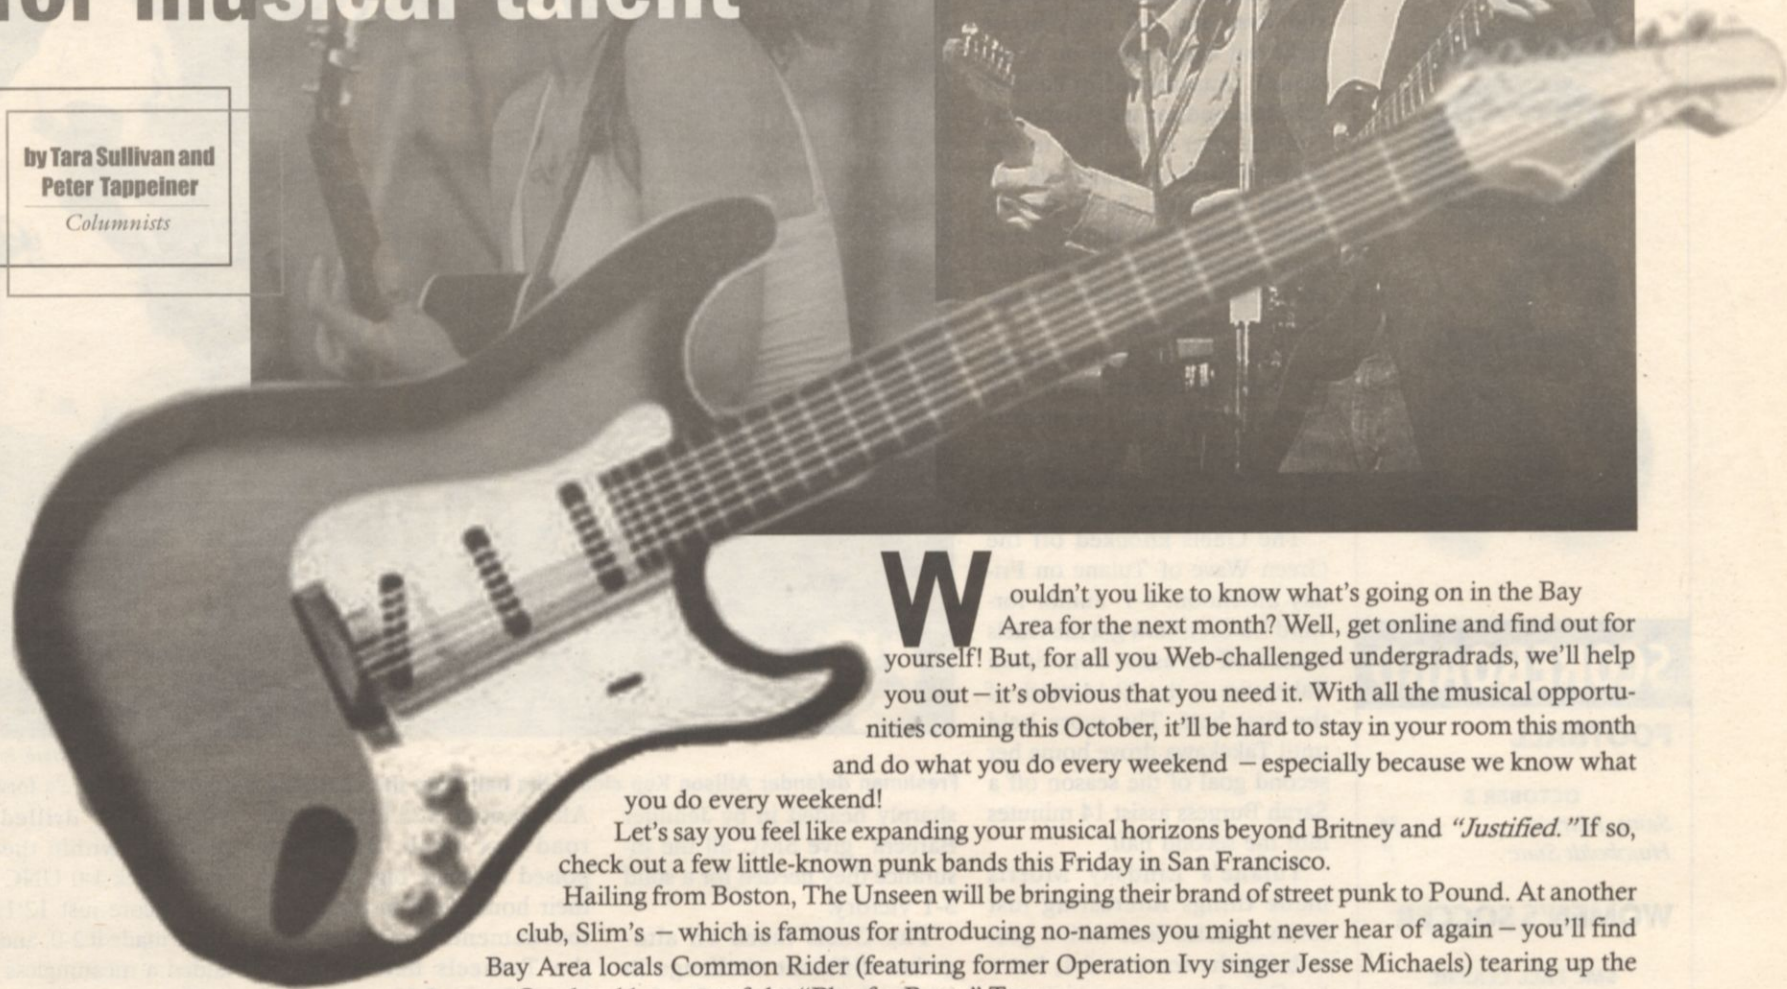 for musical talent
by Tara Sullivan and
Peter Tappeiner
Columnists
Wouldn't you like to know what's going on in the Bay
Area for the next month? Well, get online and find out for
yourself! But, for all you Web-challenged undergradrads, we'll help
you out – it's obvious that you need it. With all the musical opportu-
nities coming this October, it'll be hard to stay in your room this month
and do what you do every weekend – especially because we know what
you do every weekend!
Let's say you feel like expanding your musical horizons beyond Britney and "Justified." If so,
check out a few little-known punk bands this Friday in San Francisco.
Hailing from Boston, The Unseen will be bringing their brand of street punk to Pound. At another
club, Slim's – which is famous for introducing no-names you might never hear of again – you'll find
Bay Area locals Common Rider (featuring former Operation Ivy singer Jesse Michaels) tearing up the